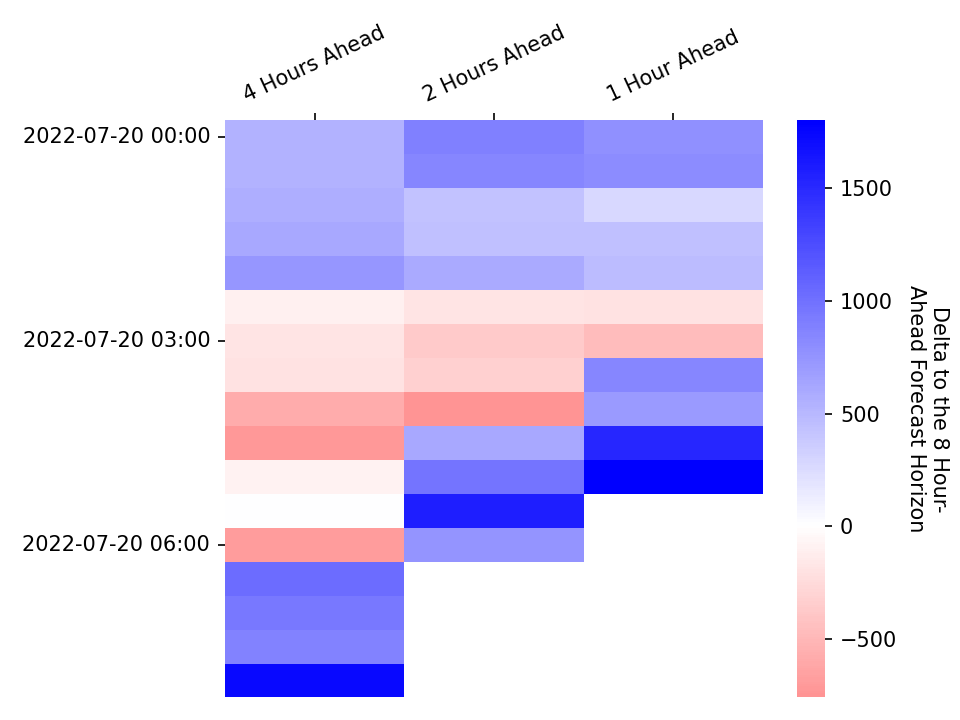 4 Hours Ahead
2 Hours Ahead
1 Hour Ahead
2022-07-20 00:00
2022-07-20 03:00
2022-07-20 06:00
1500
1000
500
0
−500
Delta to the 8 Hour-
Ahead Forecast Horizon